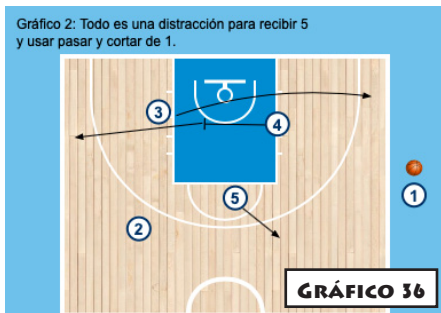 Gráfico 2: Todo es una distracción para recibir 5
y usar pasar y cortar de 1.
3
4
1
5
2
GRÁFICO 36